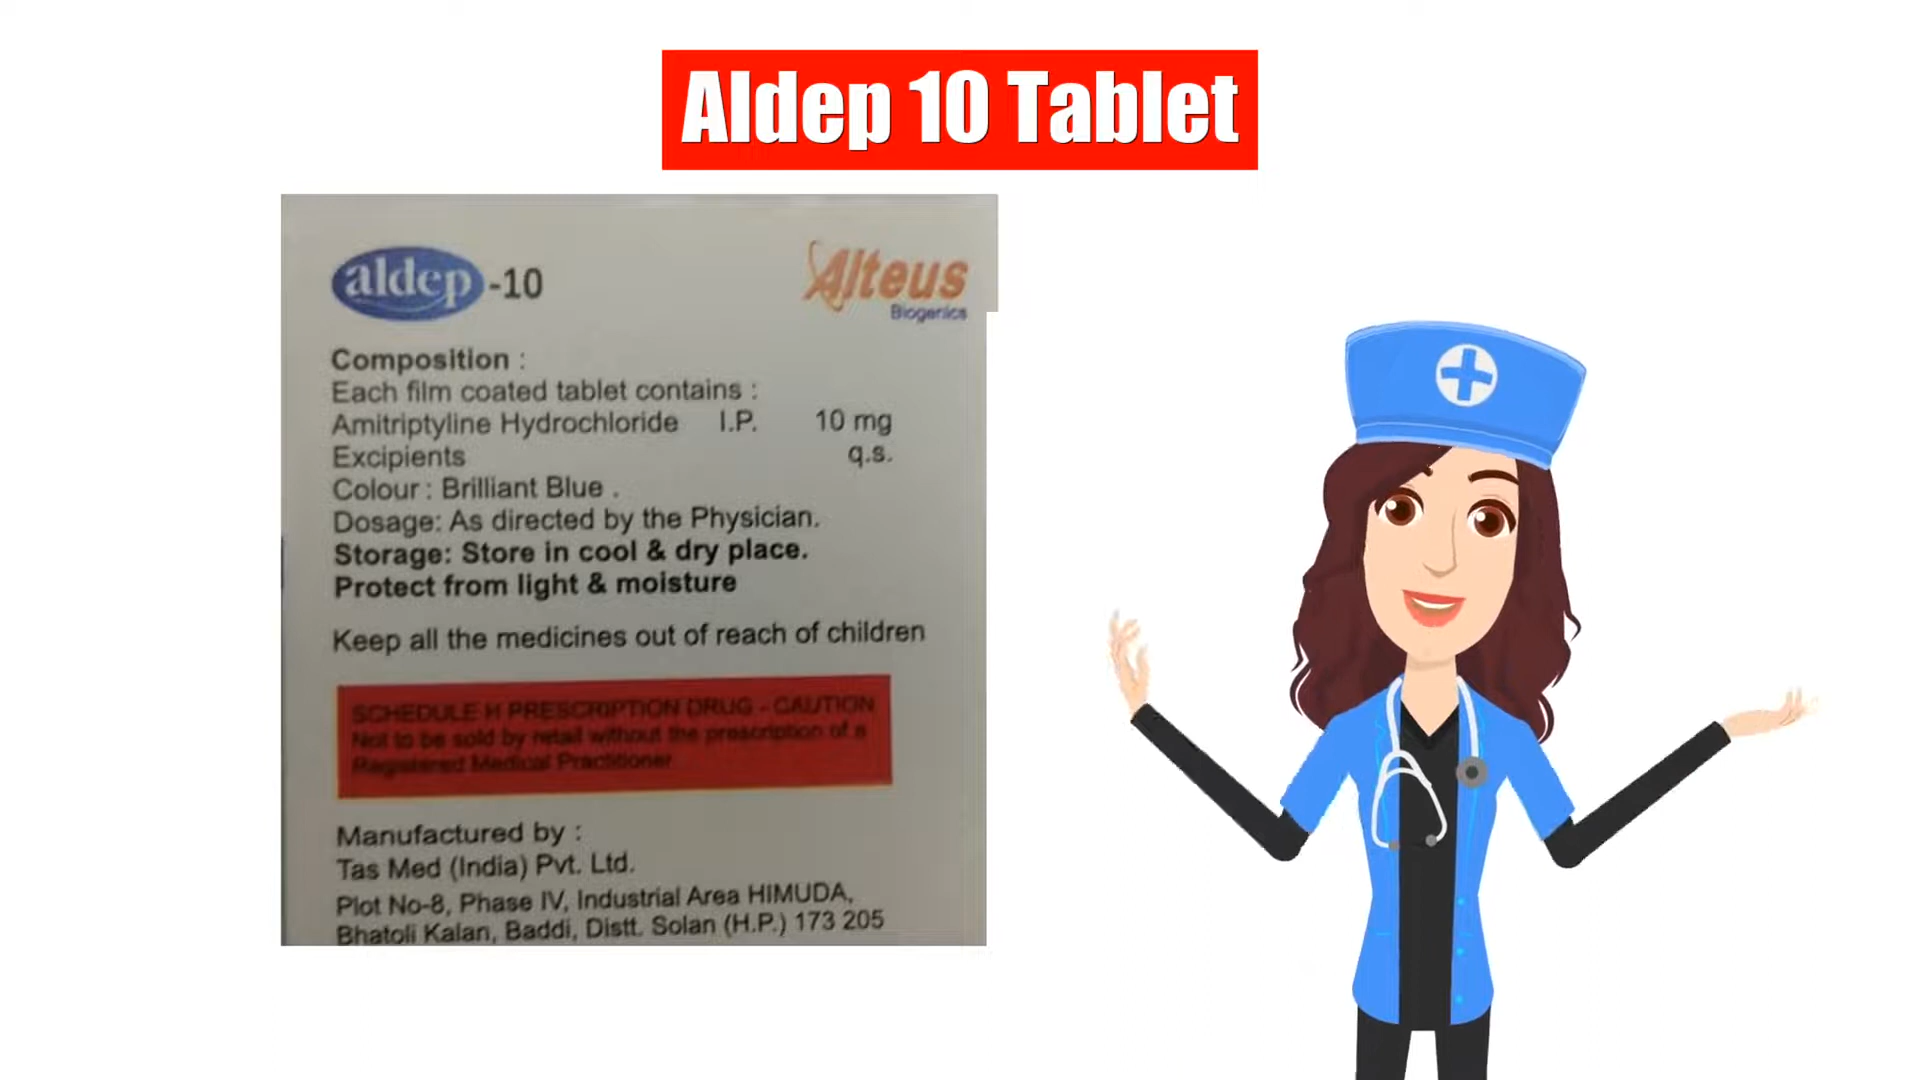 Aldep 10 Tablet
aldep -10
Alteus
Biogenics
Composition :
Each film coated tablet contains :
Amitriptyline Hydrochloride I.P. 10 mg
Excipients q.s.
Colour : Brilliant Blue .
Dosage: As directed by the Physician.
Storage: Store in cool & dry place.
Protect from light & moisture
Keep all the medicines out of reach of children
SCHEDULE H PRESCRIPTION DRUG - CAUTION
Not to be sold by retail without the prescription of a
Registered Medical Practitioner
Manufactured by :
Tas Med (India) Pvt. Ltd.
Plot No-8, Phase IV, Industrial Area HIMUDA,
Bhatoli Kalan, Baddi, Distt. Solan (H.P.) 173 205